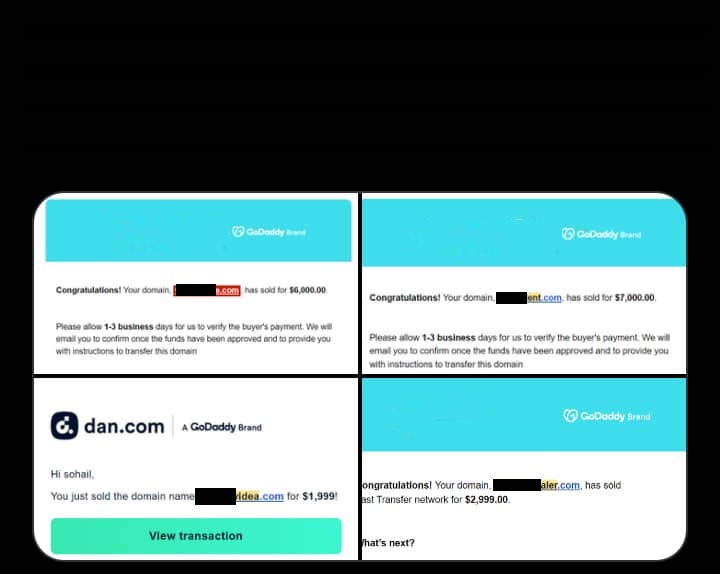 GoDaddy Brand
Congratulations! Your domain, e.com, has sold for $6,000.00.
Please allow 1-3 business days for us to verify the buyer's payment. We will
email you to confirm once the funds have been approved and to provide you
with instructions to transfer this domain
GoDaddy Brand
Congratulations! Your domain, ent.com, has sold for $7,000.00.
Please allow 1-3 business days for us to verify the buyer's payment. We will
email you to confirm once the funds have been approved and to provide you
with instructions to transfer this domain
dan.com A GoDaddy Brand
Hi sohail,
You just sold the domain name idea.com for $1,999!
View transaction
GoDaddy Brand
ongratulations! Your domain, aler.com, has sold
ast Transfer network for $2,999.00.
hat's next?